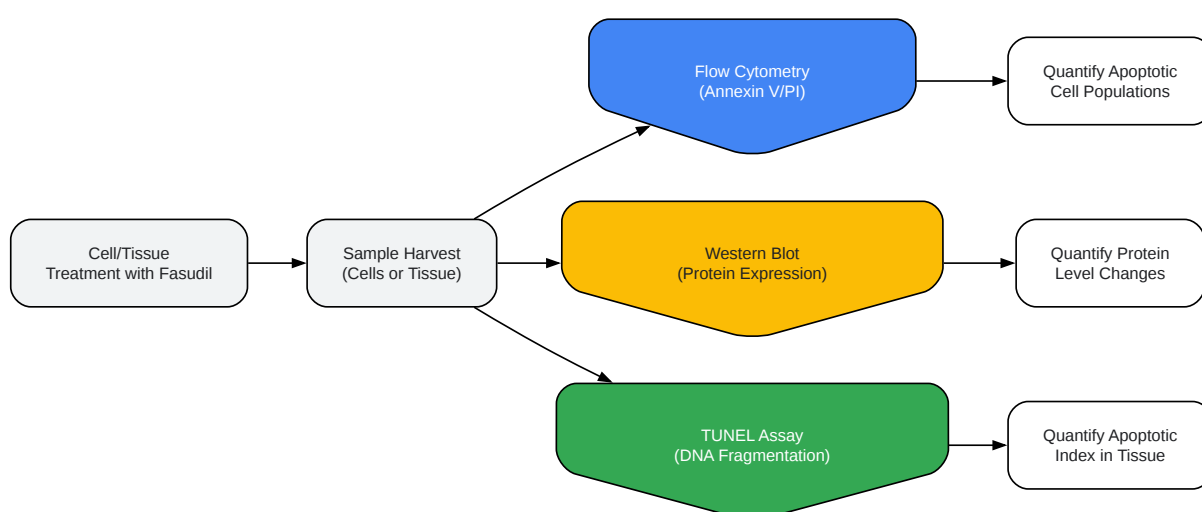 Cell/Tissue
Treatment with Fasudil
Sample Harvest
(Cells or Tissue)
Flow Cytometry
(Annexin V/PI)
Quantify Apoptotic
Cell Populations
Western Blot
(Protein Expression)
Quantify Protein
Level Changes
TUNEL Assay
(DNA Fragmentation)
Quantify Apoptotic
Index in Tissue